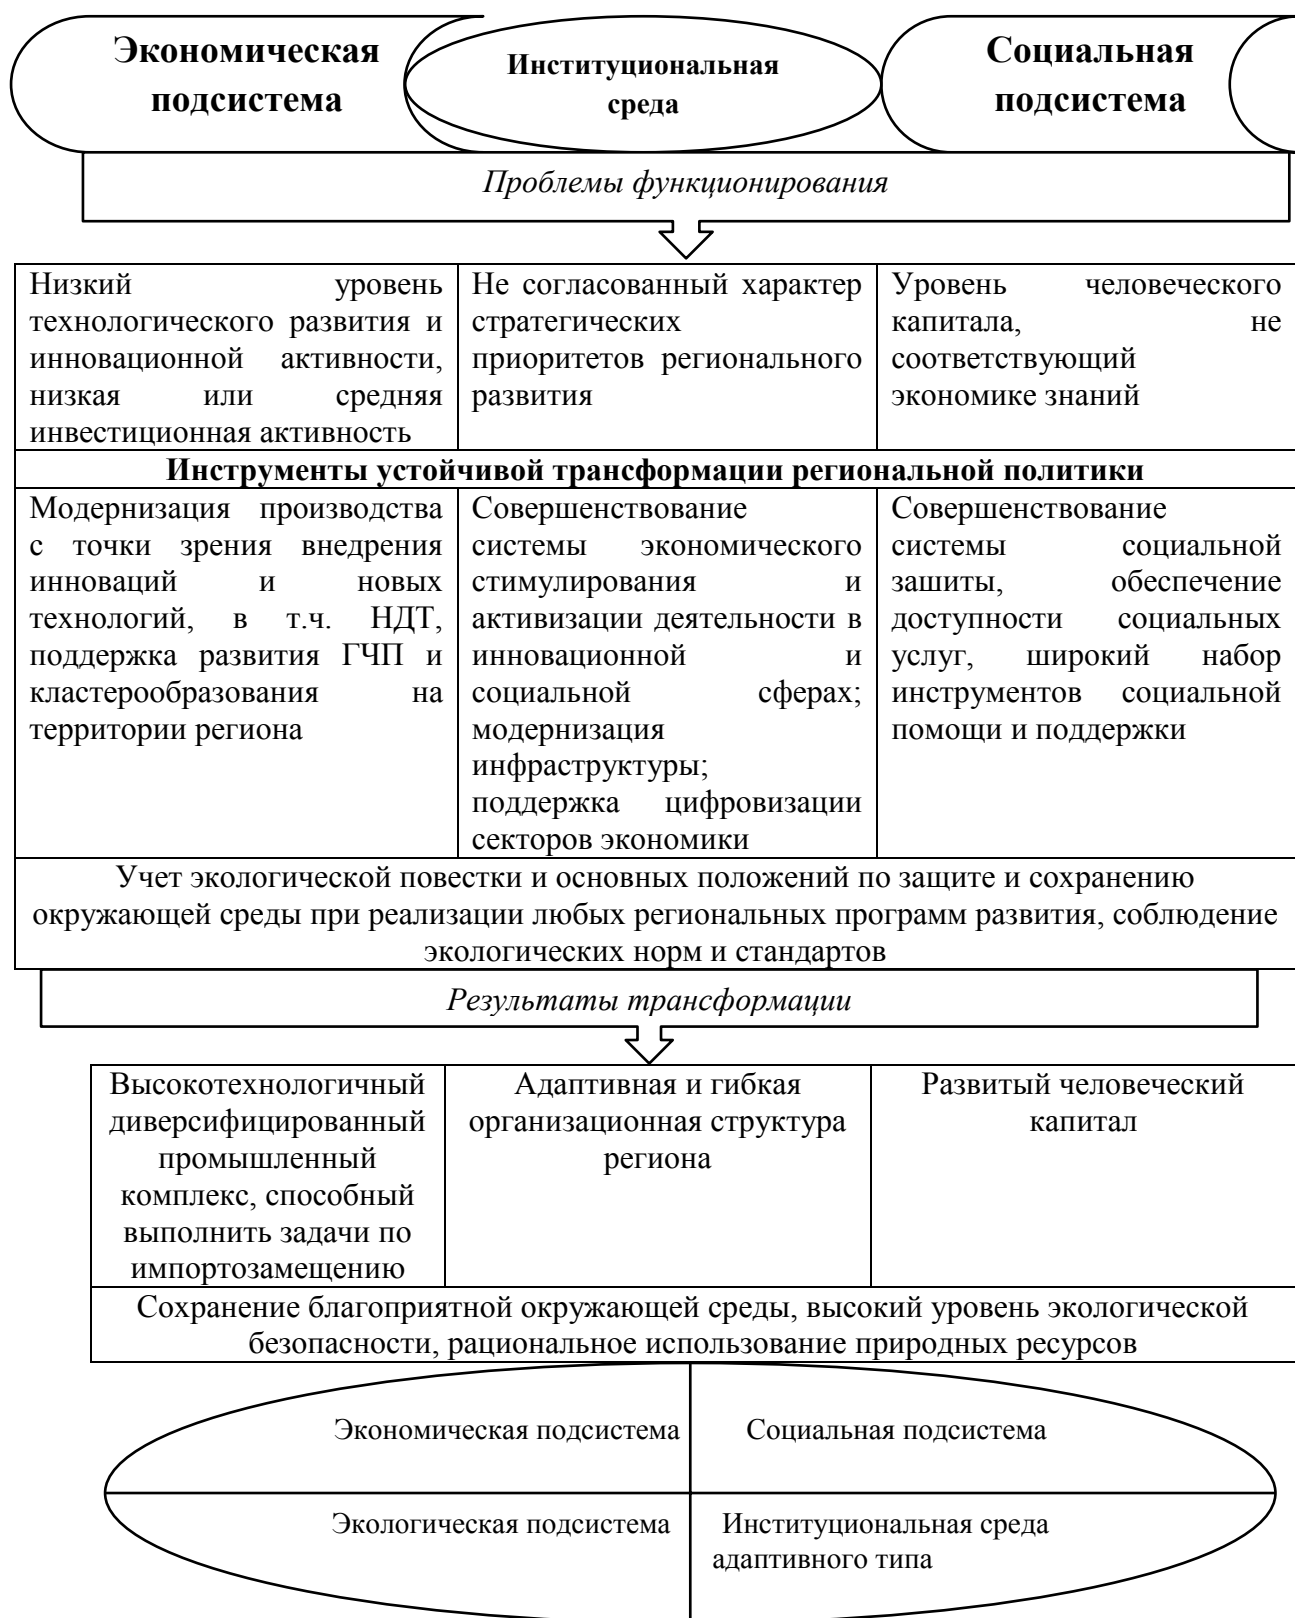 Экономическая
подсистема
Институциональная
среда
Социальная
подсистема
Проблемы функционирования
Низкий уровень
технологического развития и
инновационной активности,
низкая или средняя
инвестиционная активность
Не согласованный характер
стратегических
приоритетов регионального
развития
Уровень человеческого
капитала, не
соответствующий
экономике знаний
Инструменты устойчивой трансформации региональной политики
Модернизация производства
с точки зрения внедрения
инноваций и новых
технологий, в т.ч. НДТ,
поддержка развития ГЧП и
кластерообразования на
территории региона
Совершенствование
системы экономического
стимулирования и
активизации деятельности в
инновационной и
социальной сферах;
модернизация
инфраструктуры;
поддержка цифровизации
секторов экономики
Совершенствование
системы социальной
зашиты, обеспечение
доступности социальных
услуг, широкий набор
инструментов социальной
помощи и поддержки
Учет экологической повестки и основных положений по защите и сохранению
окружающей среды при реализации любых региональных программ развития, соблюдение
экологических норм и стандартов
Результаты трансформации
Высокотехнологичный
диверсифицированный
промышленный
комплекс, способный
выполнить задачи по
импортозамещению
Адаптивная и гибкая
организационная структура
региона
Развитый человеческий
капитал
Сохранение благоприятной окружающей среды, высокий уровень экологической
безопасности, рациональное использование природных ресурсов
Экономическая подсистема
Социальная подсистема
Экологическая подсистема
Институциональная среда
адаптивного типа